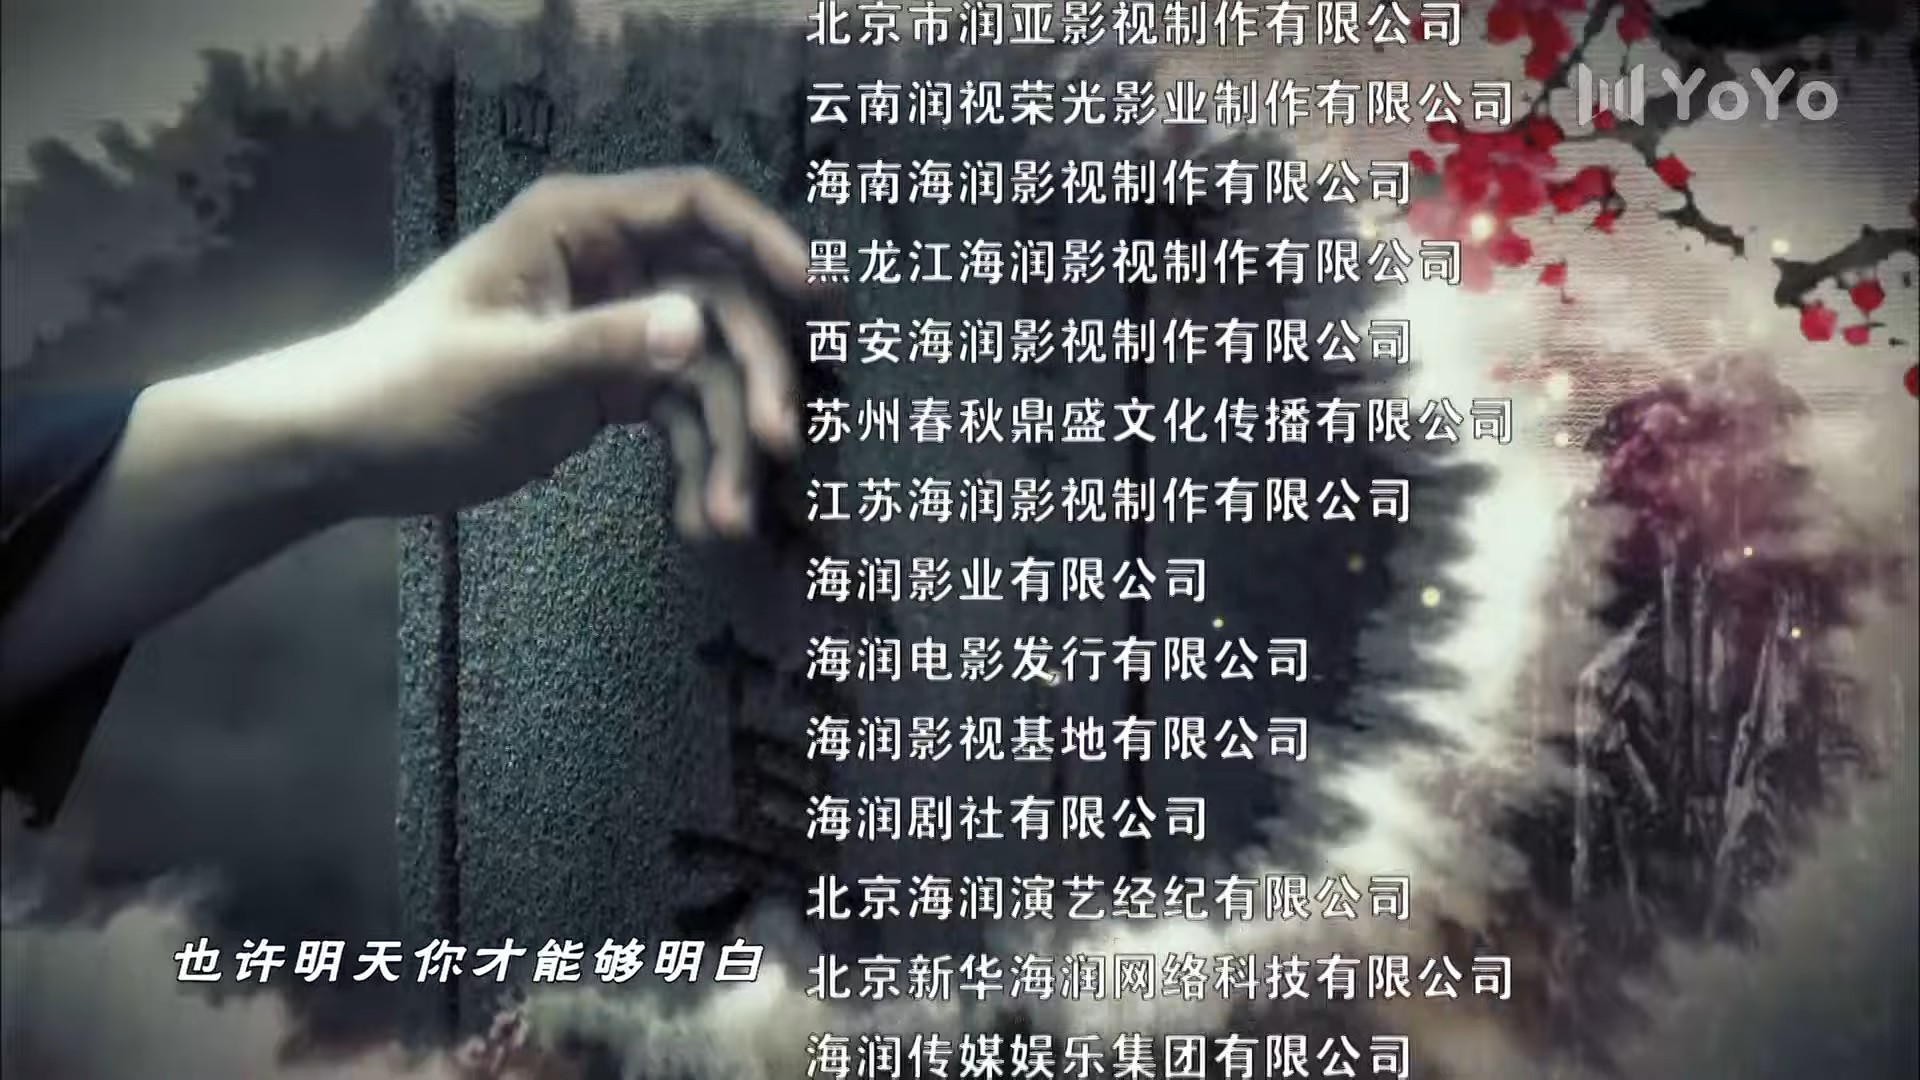 北京市润亚影视制作有限公司
YoYo
云南润视荣光影业制作有限公司
海南海润影视制作有限公司
黑龙江海润影视制作有限公司
西安海润影视制作有限公司
苏州春秋鼎盛文化传播有限公司
江苏海润影视制作有限公司
海润影业有限公司
海润电影发行有限公司
海润影视基地有限公司
海润剧社有限公司
北京海润演艺经纪有限公司
也许明天你才能够明白
北京新华海润网络科技有限公司
海润传媒娱乐集团有限公司